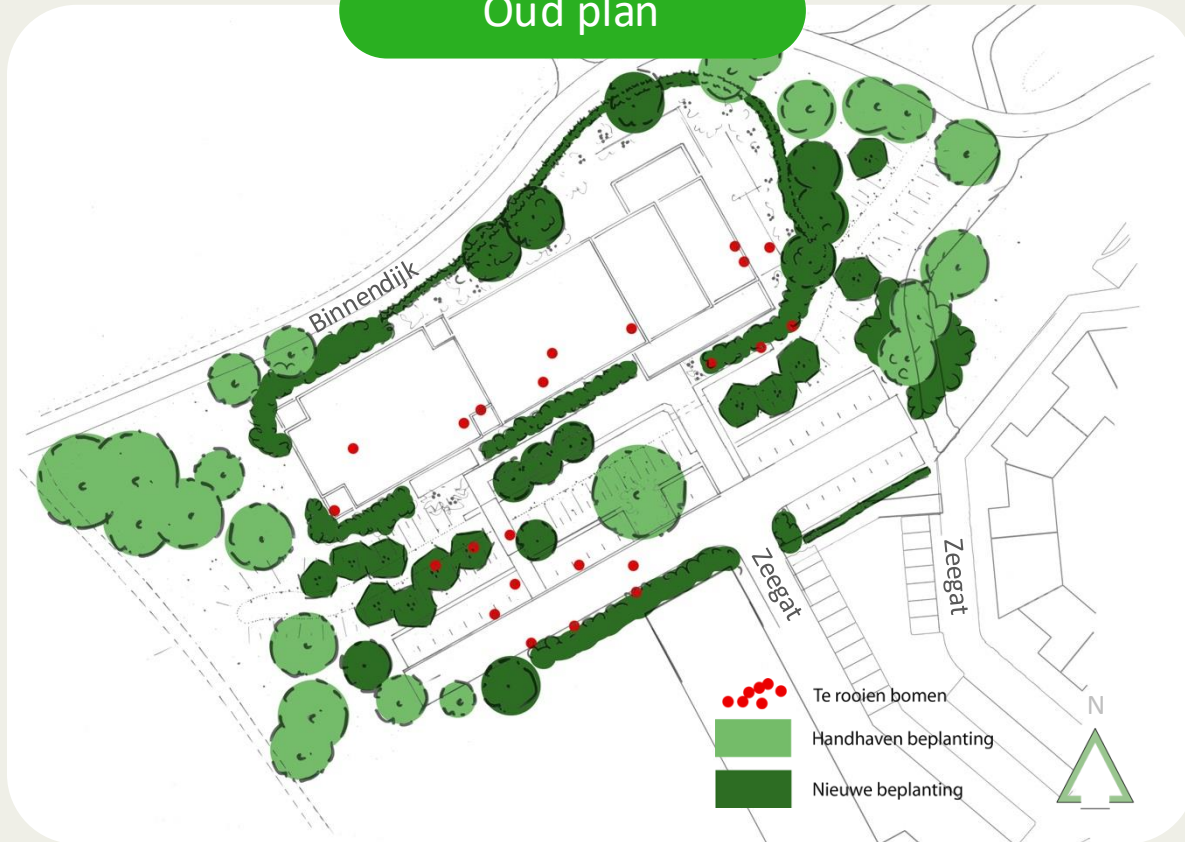 Oud plan
Binnendijk
Zeegat
Zeegat
Te rooien bomen
Handhaven beplanting
Nieuwe beplanting
N